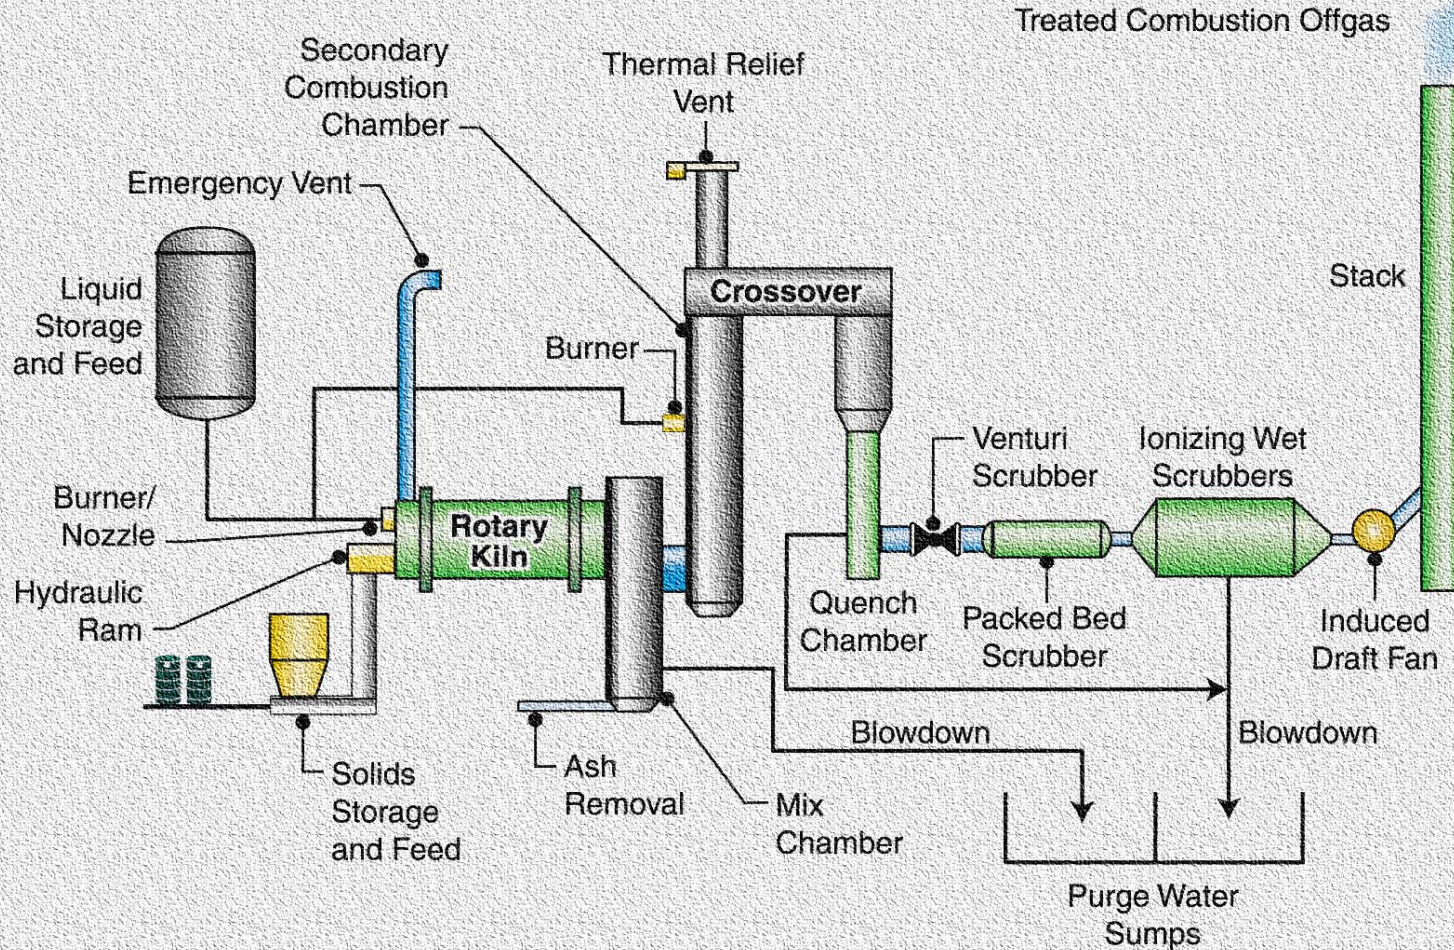 Treated Combustion Offgas
Secondary
Combustion
Chamber
Thermal Relief
Vent
Emergency Vent
Liquid
Storage
and Feed
Crossover
Stack
Burner
Venturi
Scrubber
Ionizing Wet
Scrubbers
Burner/
Nozzle
Rotary
Kiln
Hydraulic
Ram
Quench
Chamber
Packed Bed
Scrubber
Induced
Draft Fan
Blowdown
Blowdown
Solids
Storage
and Feed
Ash
Removal
Mix
Chamber
Purge Water
Sumps